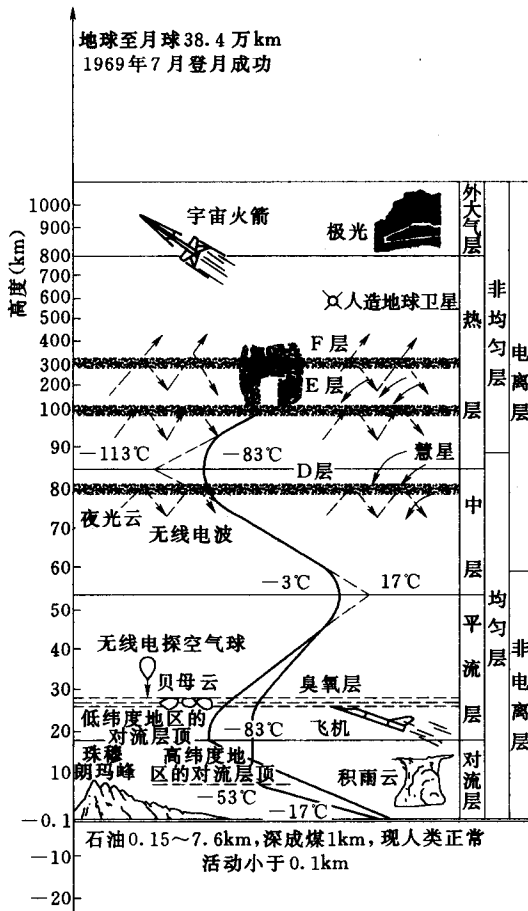 地球至月球38.4万km
1969年7月登月成功
高度(km)
1000
900
800
700
600
500
400
300
200
100
90
80
70
60
50
40
30
20
10
-0.1
-10
-20
宇宙火箭
极光
人造地球卫星
F层
E层
-113℃
-83℃
D层
慧星
夜光云
无线电波
-3℃
17℃
无线电探空气球
贝母云
臭氧层
低纬度地区的
对流层顶
-83℃
飞机
珠穆
朗玛峰
高纬度地
区的对流层顶
积雨云
-53℃
-17℃
外大气层
热层
中层
平流层
对流层
非均匀层
均匀层
电离层
非电离层
石油0.15~7.6km,深成煤1km,现人类正常
活动小于0.1km